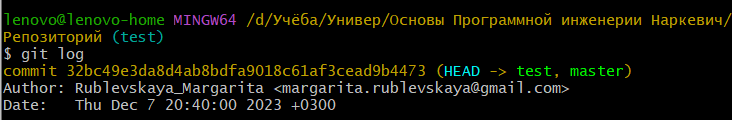 lenovo@lenovo-home MINGW64 /d/Учёба/Универ/Основы Программной инженерии Наркевич/
Репозиторий (test)
$ git log
commit 32bc49e3da8d4ab8bdfa9018c61af3cead9b4473 (HEAD -> test, master)
Author: Rublevskaya_Margarita <margarita.rublevskaya@gmail.com>
Date:   Thu Dec 7 20:40:00 2023 +0300